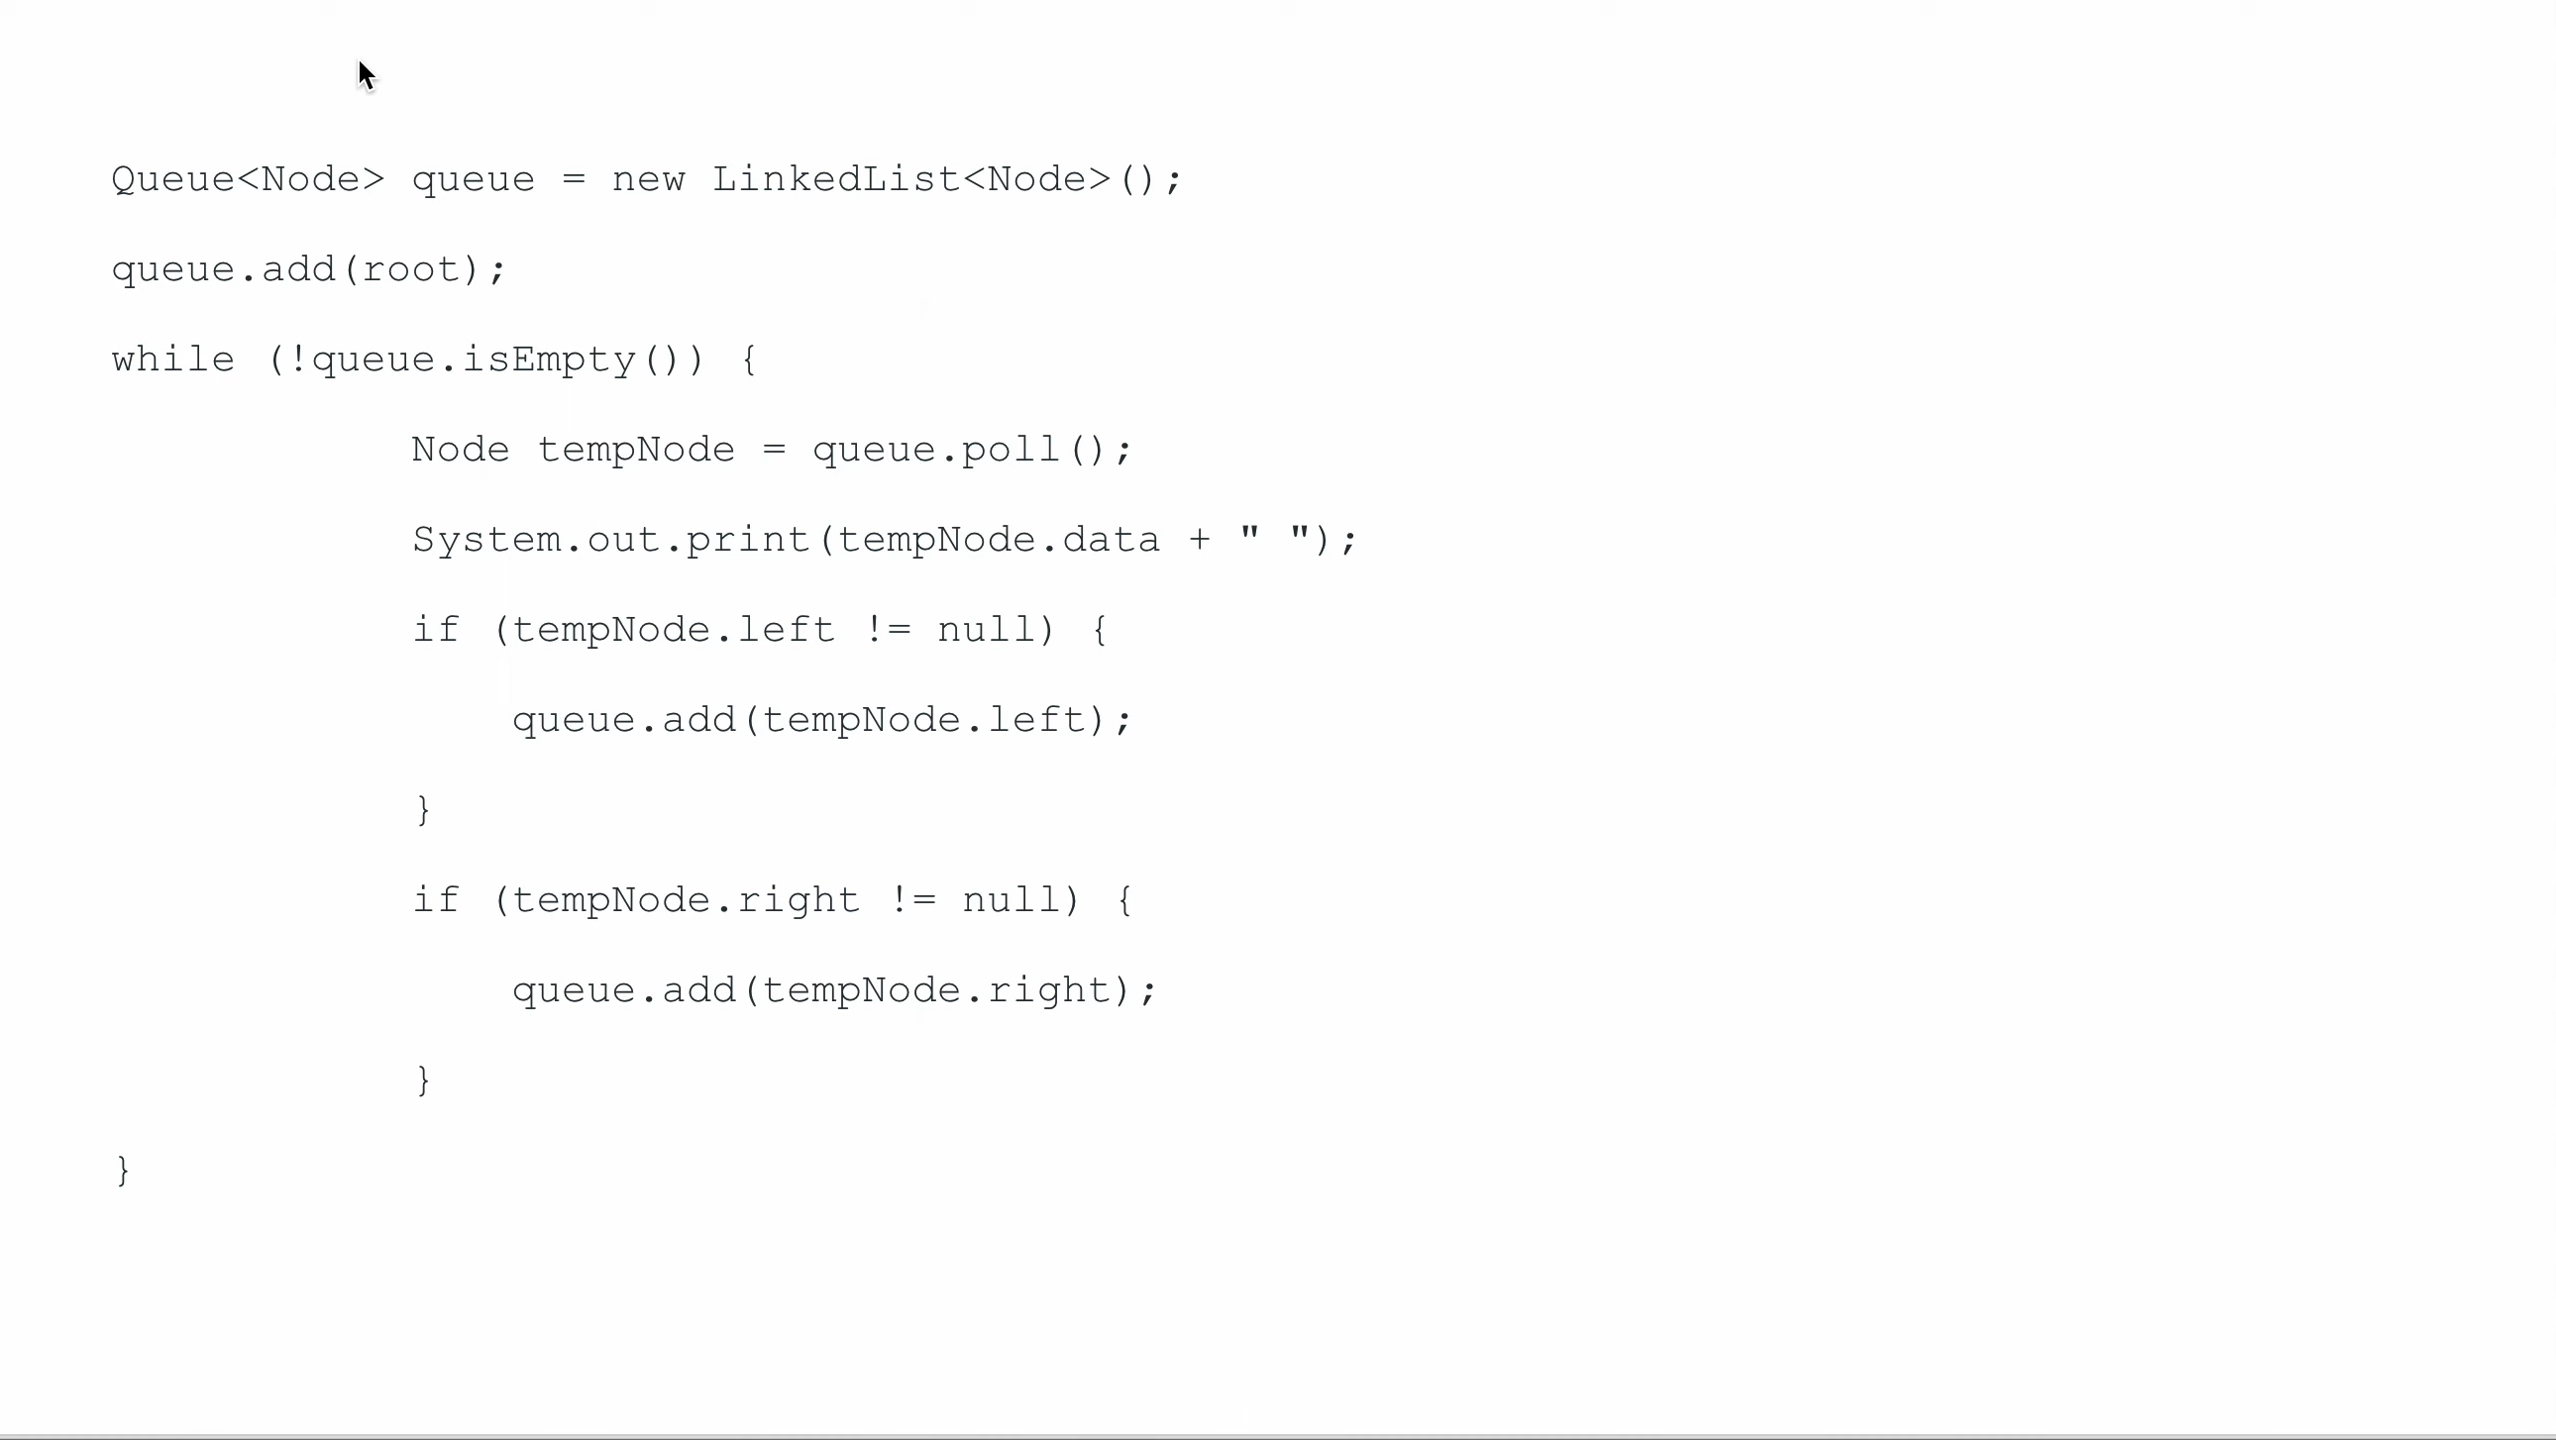 Queue<Node> queue = new LinkedList<Node>();
queue.add(root);
while (!queue.isEmpty()) {
Node tempNode = queue.poll();
System.out.print(tempNode.data + " ");
if (tempNode.left != null) {
queue.add(tempNode.left);
}
if (tempNode.right != null) {
queue.add(tempNode.right);
}
}